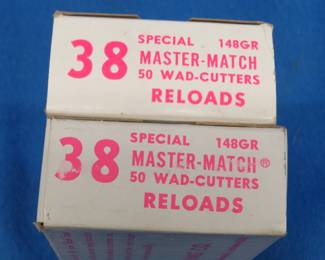 38 SPECIAL 148GR
MASTER-MATCH
50 WAD-CUTTERS
RELOADS
38 SPECIAL 148GR
MASTER-MATCH®
50 WAD-CUTTERS
RELOADS